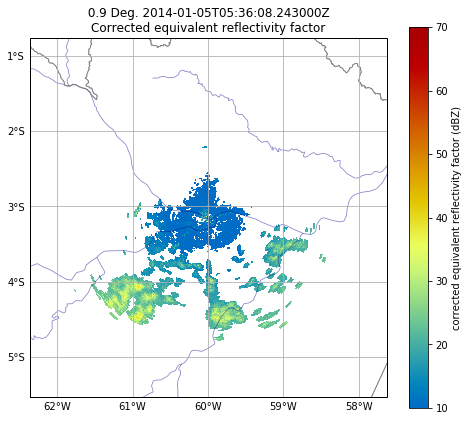 0.9 Deg. 2014-01-05T05:36:08.243000Z
Corrected equivalent reflectivity factor
1°S
2°S
3°S
4°S
5°S
62°W 61°W 60°W 59°W 58°W
70
60
50
40
30
20
10
corrected equivalent reflectivity factor (dBZ)